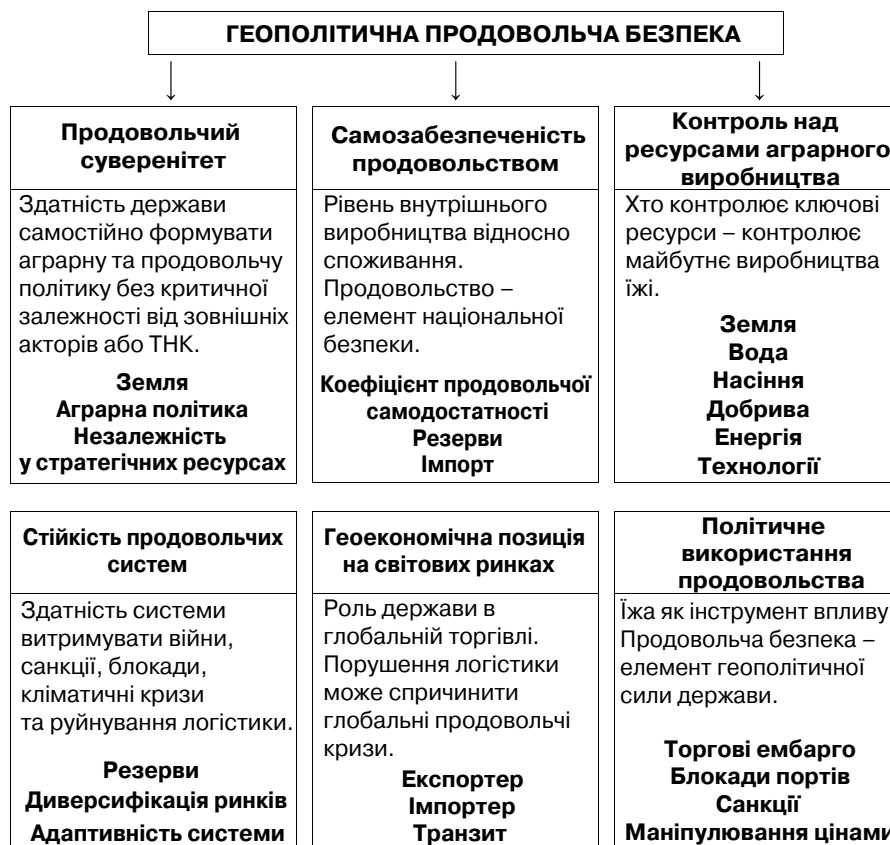 ГЕОПОЛІТИЧНА ПРОДОВОЛЬЧА БЕЗПЕКА
Продовольчий
суверенітет
Здатність держави
самостійно формувати
аграрну та продовольчу
політику без критичної
залежності від зовнішніх
акторів або ТНК.
Земля
Аграрна політика
Незалежність
у стратегічних ресурсах
Самозабезпеченість
продовольством
Рівень внутрішнього
виробництва відносно
споживання.
Продовольство –
елемент національної
безпеки.
Коефіцієнт продовольчої
самодостатності
Резерви
Імпорт
Контроль над
ресурсами аграрного
виробництва
Хто контролює ключові
ресурси – контролює
майбутнє виробництва
їжі.
Земля
Вода
Насіння
Добрива
Енергія
Технології
Стійкість продовольчих
систем
Здатність системи
витримувати війни,
санкції, блокади,
кліматичні кризи
та руйнування логістики.
Резерви
Диверсифікація ринків
Адаптивність системи
Геоекономічна позиція
на світових ринках
Роль держави в
глобальній торгівлі.
Порушення логістики
може спричинити
глобальні продовольчі
кризи.
Експортер
Імпортер
Транзит
Політичне
використання
продовольства
Їжа як інструмент впливу
Продовольча безпека –
елемент геополітичної
сили держави.
Торгові ембарго
Блокади портів
Санкції
Маніпулювання цінами